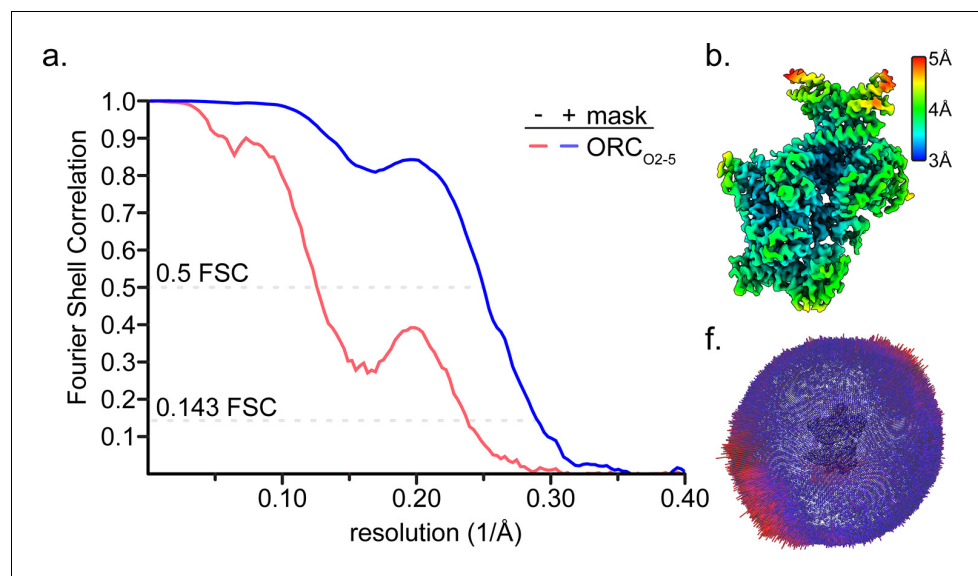 a.
Fourier Shell Correlation
1.0
0.9
0.8
0.7
0.6
0.5
0.4
0.3
0.2
0.1
0.5 FSC
0.143 FSC
- + mask
ORCO2-5
0.10
0.20
0.30
0.40
resolution (1/Å)
b.
5Å
4Å
3Å
f.